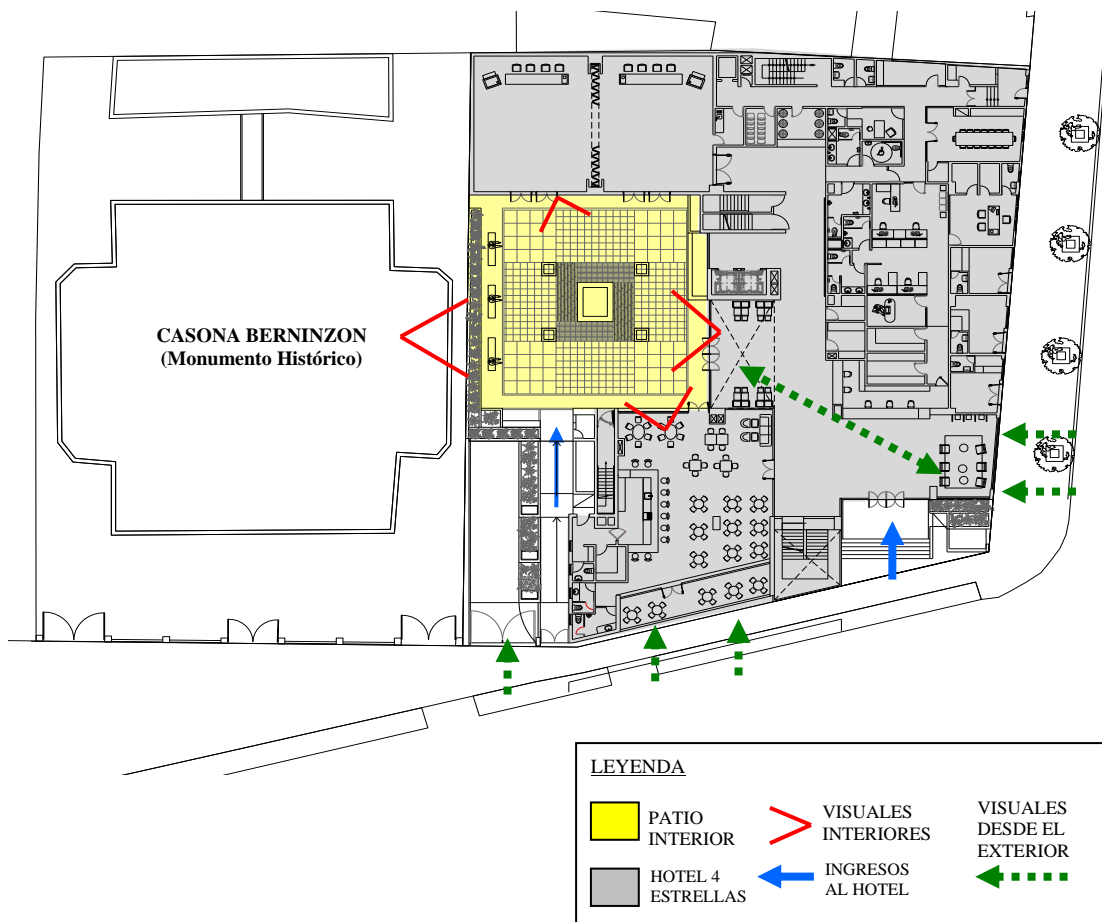 CASONA BERNINZON
(Monumento Histórico)
LEYENDA
PATIO
INTERIOR
VISUALES
INTERIORES
VISUALES
DESDE EL
EXTERIOR
HOTEL 4
ESTRELLAS
INGRESOS
AL HOTEL